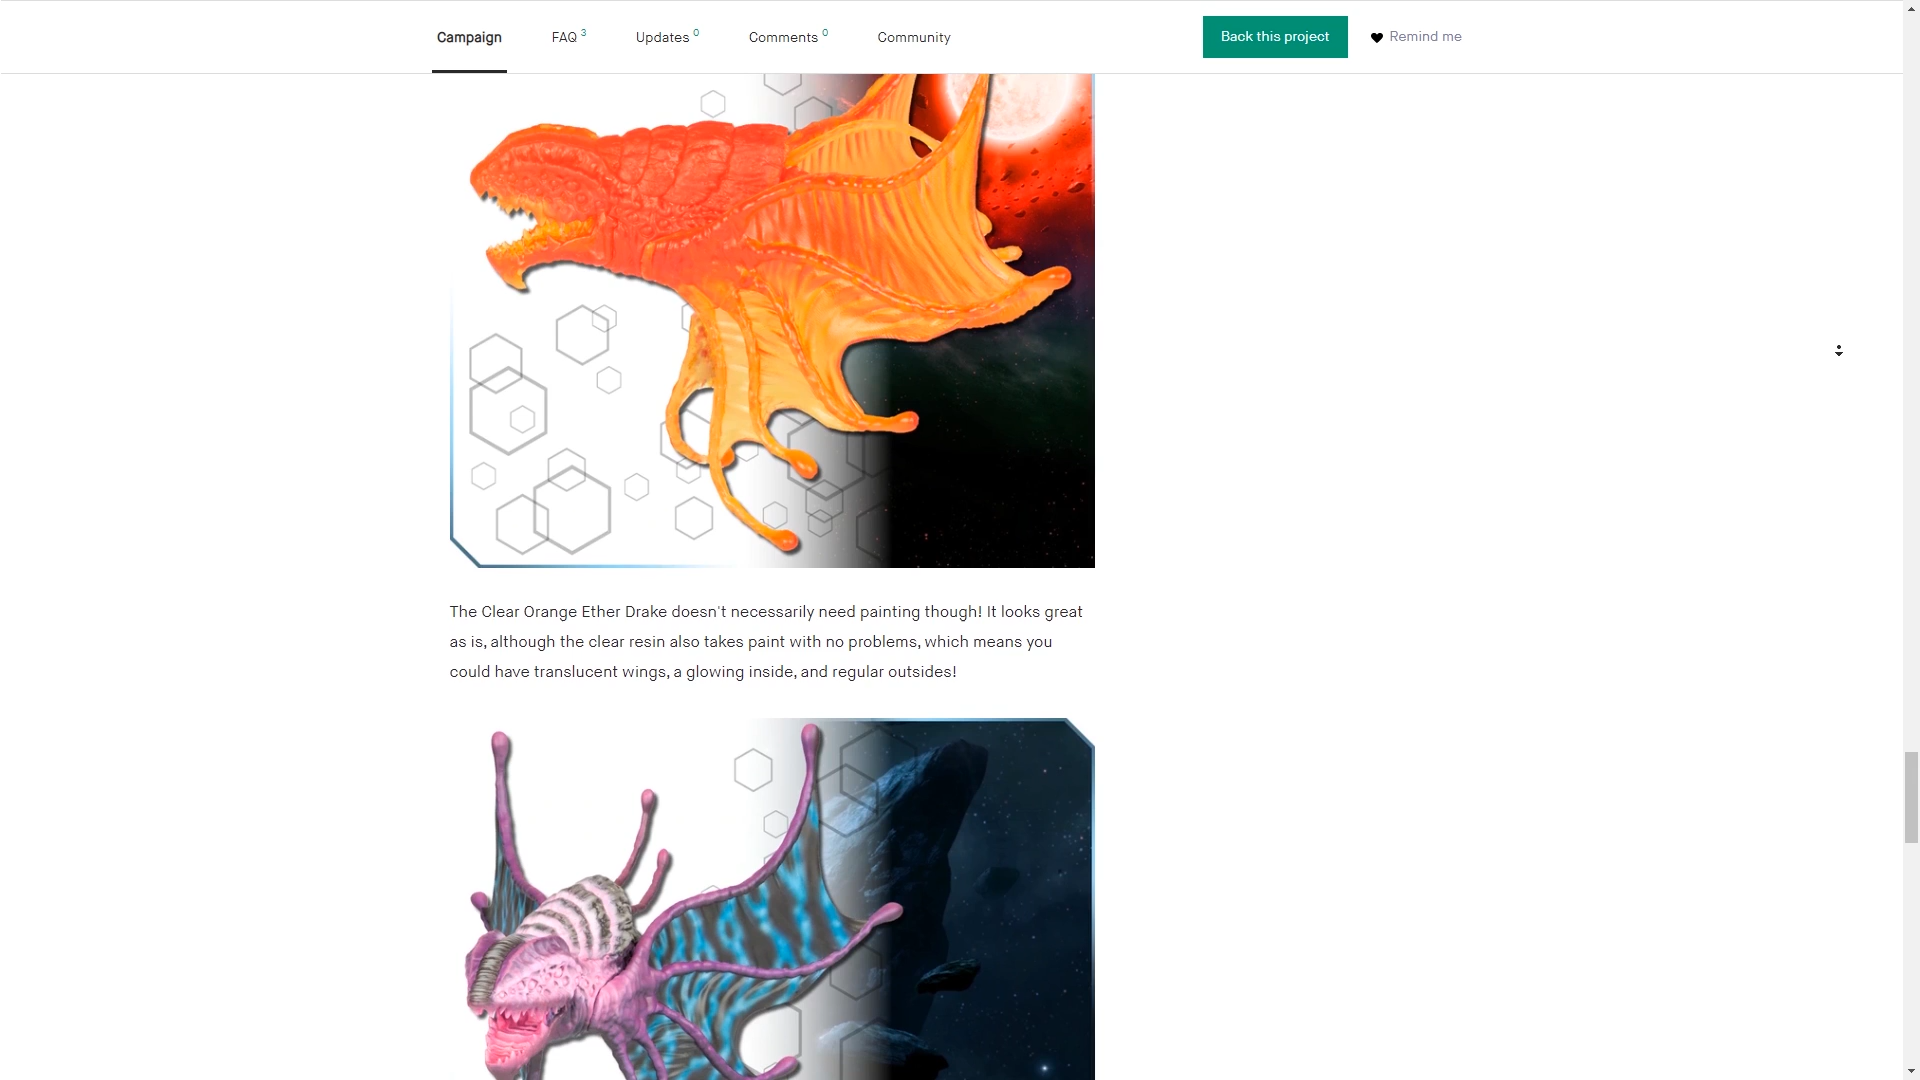 Campaign FAQ 3 Updates 0 Comments 0 Community Back this project Remind me
The Clear Orange Ether Drake doesn't necessarily need painting though! It looks great
as is, although the clear resin also takes paint with no problems, which means you
could have translucent wings, a glowing inside, and regular outsides!